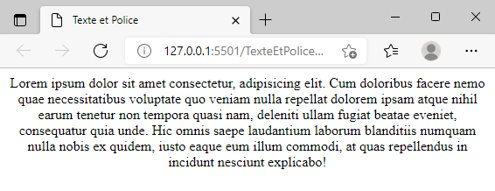 Texte et Police
127.0.0.1:5501/TexteEtPolice...
Lorem ipsum dolor sit amet consectetur, adipisicing elit. Cum doloribus facere nemo
quae necessitatibus voluptate quo veniam nulla repellat dolorem ipsam atque nihil
earum tenetur non tempora quasi nam, deleniti ullam fugiat beatae eveniet,
consequatur quia unde. Hic omnis saepe laudantium laborum blanditiis numquam
nulla nobis ex quidem, iusto eaque eum illum commodi, at quas repellendus in
incidunt nesciunt explicabo!